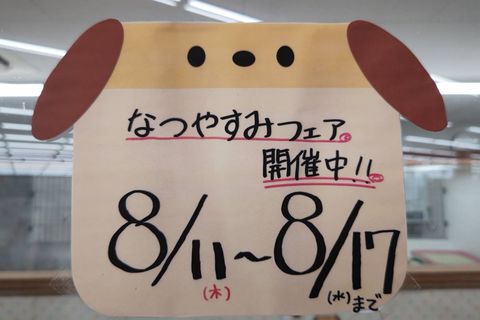 なつやすみフェア
開催中!!
8/11～8/17
(木) (水)まで